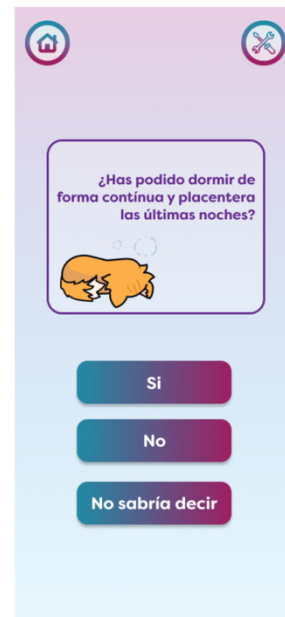 ¿Has podido dormir de
forma contínua y placentera
las últimas noches?
Si
No
No sabría decir